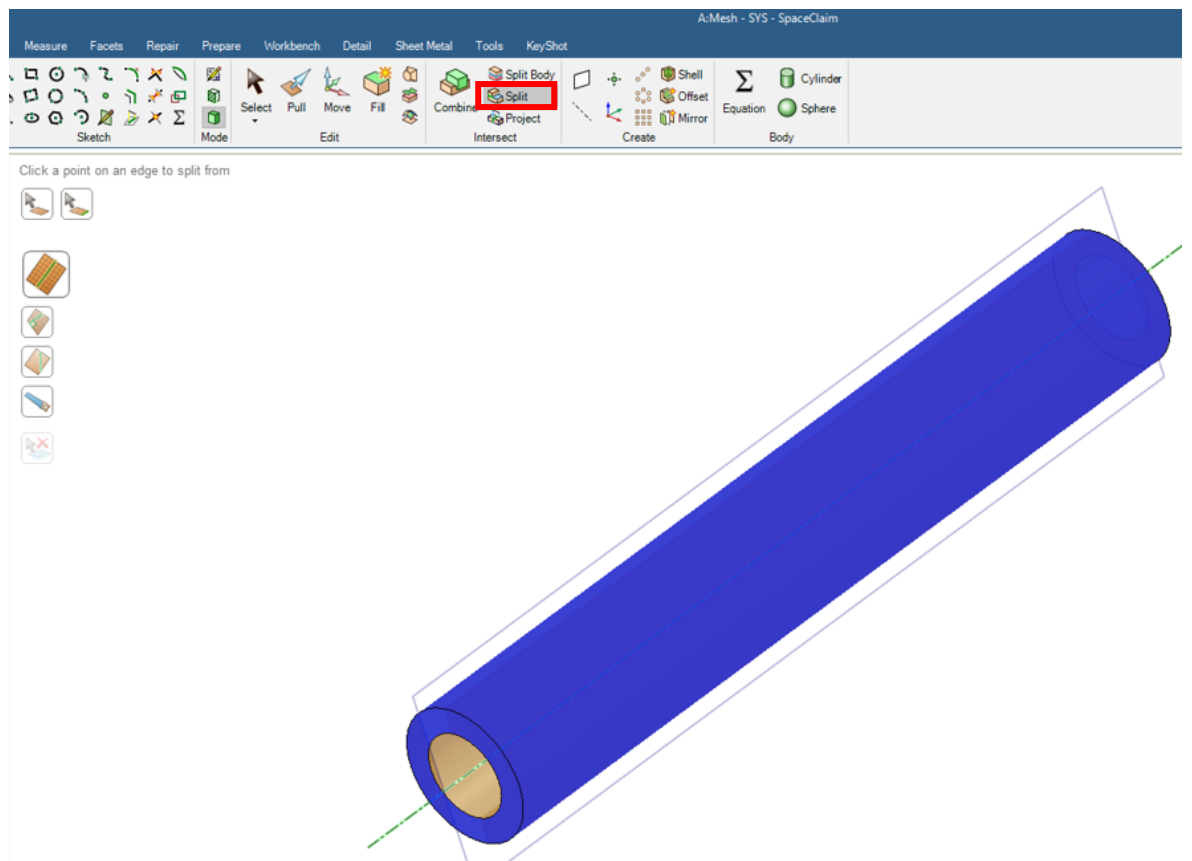 A:Mesh - SYS - SpaceClaim
Measure Facets Repair Prepare Workbench Detail Sheet Metal Tools KeyShot
Select Pull Move Fill Combine Split Body Shell Equation Cylinder
Split Offset Sphere
Project Mirror
Sketch Mode Edit Intersect Create Body
Click a point on an edge to split from